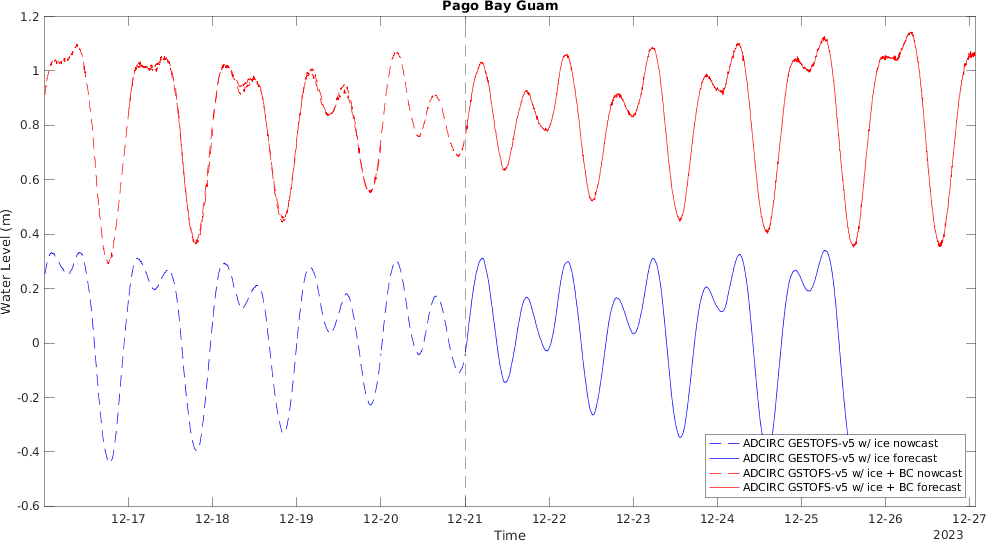 Pago Bay Guam
1.2
1
0.8
0.6
0.4
0.2
0
-0.2
-0.4
-0.6
Water Level (m)
ADCIRC GESTOFS-v5 w/ ice nowcast
ADCIRC GESTOFS-v5 w/ ice forecast
ADCIRC GSTOFS-v5 w/ ice + BC nowcast
ADCIRC GSTOFS-v5 w/ ice + BC forecast
12-17 12-18 12-19 12-20 12-21 12-22 12-23 12-24 12-25 12-26 12-27
Time
2023